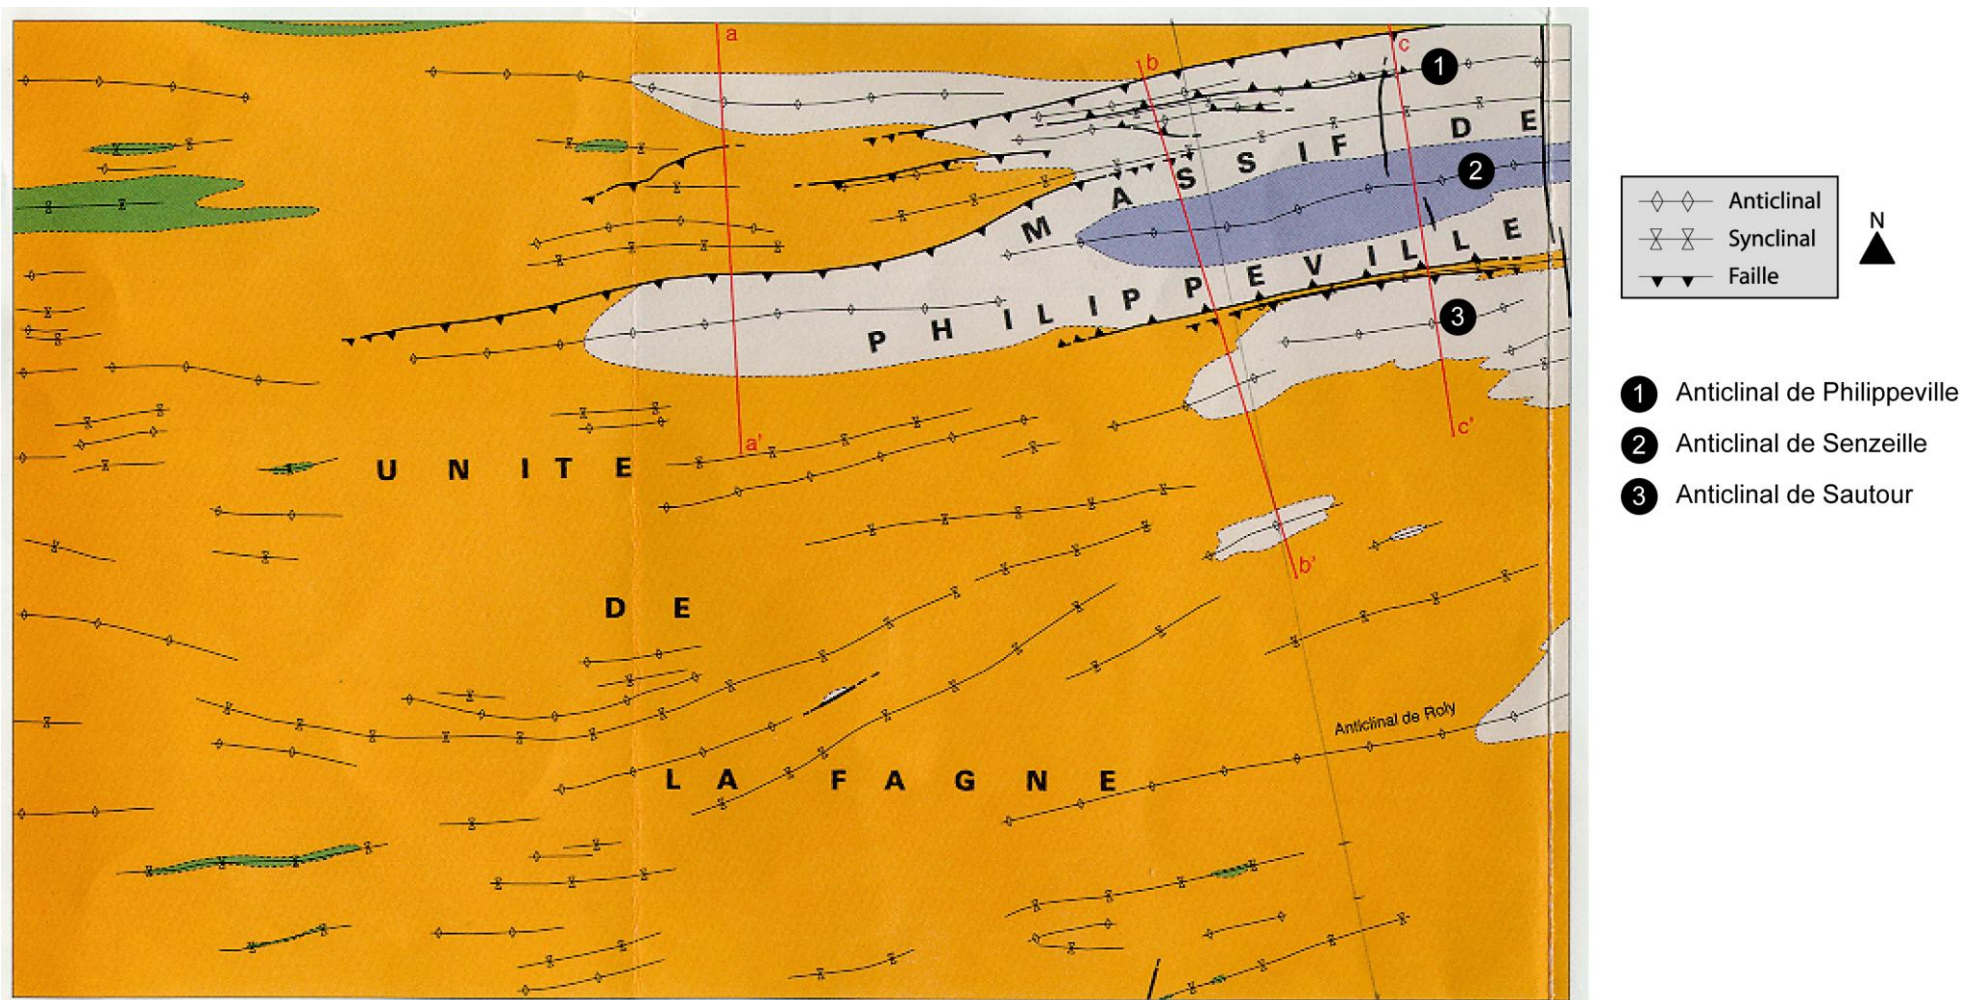 a
b
c
1
MASSIF DE
2
PHILIPPEVILLE
3
a'
c'
UNITE
b'
DE
Anticlinal de Roly
LA FAGNE
Anticlinal
Synclinal
Faille
N
1 Anticlinal de Philippeville
2 Anticlinal de Senzeille
3 Anticlinal de Sautour